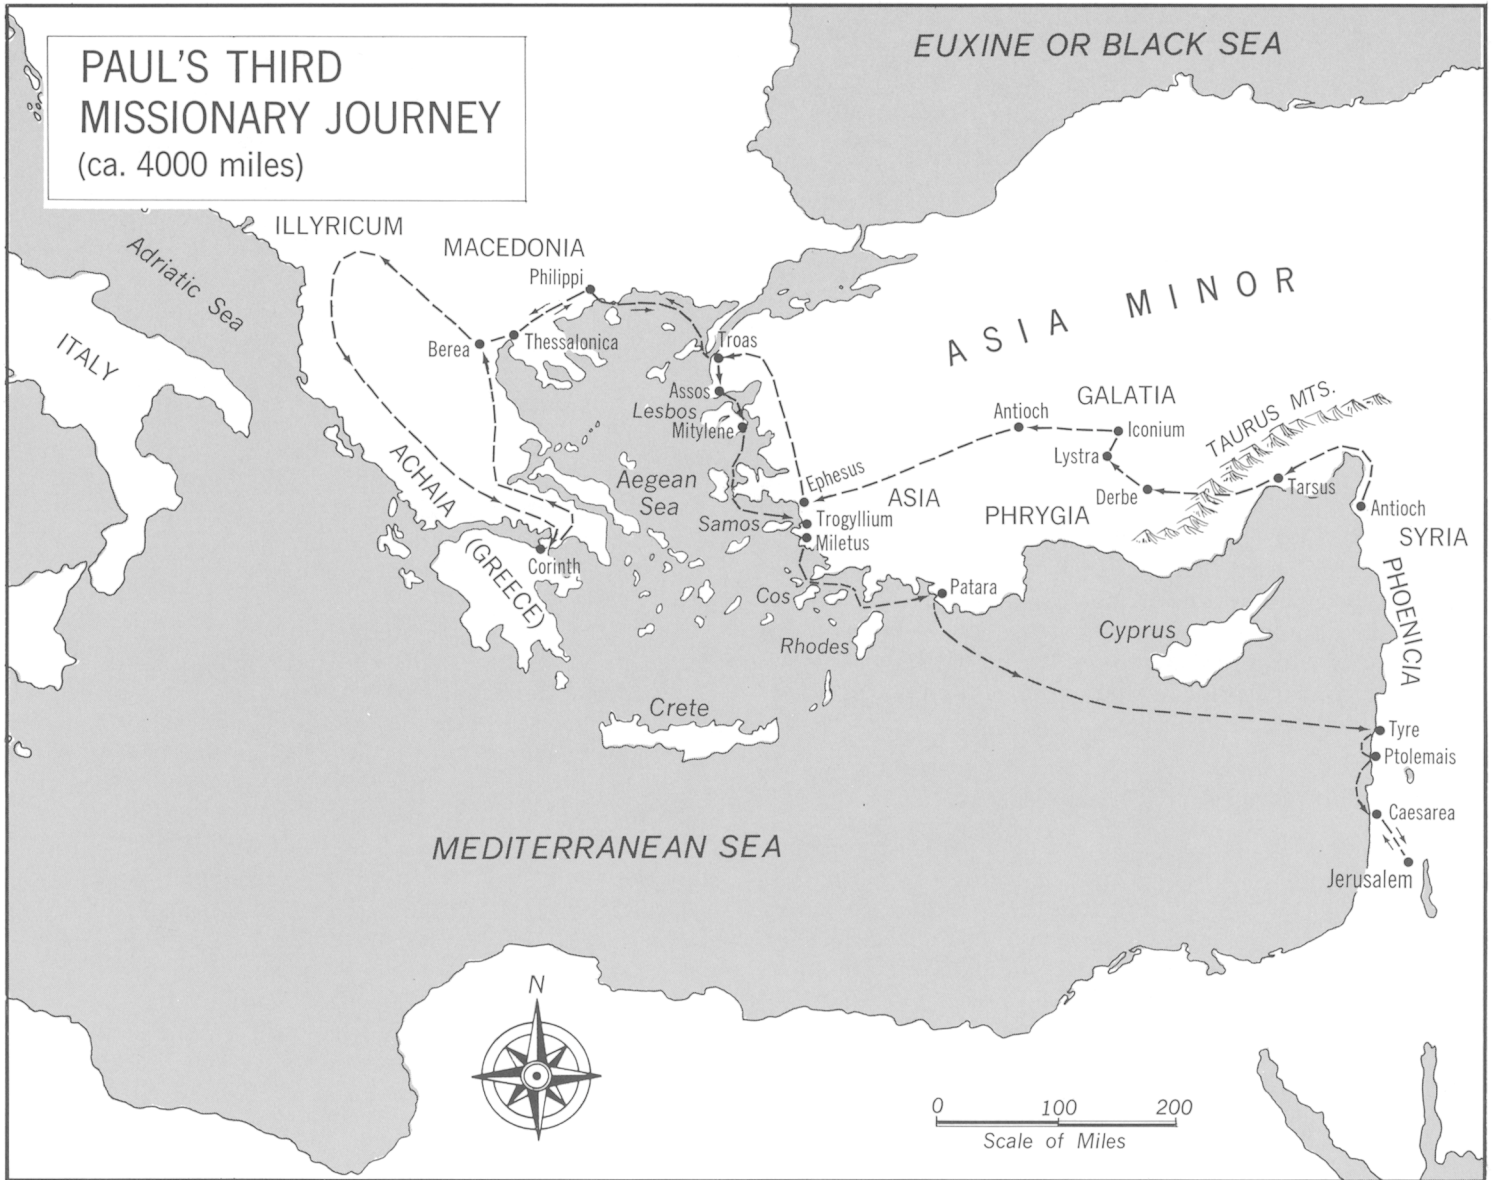 PAUL'S THIRD
MISSIONARY JOURNEY
(ca. 4000 miles)
EUXINE OR BLACK SEA
ILLYRICUM
MACEDONIA
Philippi
Adriatic Sea
ITALY
Berea
Thessalonica
Troas
Assos
Lesbos
Mitylene
ASIA MINOR
GALATIA
TAURUS MTS.
Antioch
Iconium
Lystra
Derbe
Tarsus
Antioch
SYRIA
ACHAIA
Aegean
Sea
Ephesus
ASIA
PHRYGIA
Samos
Trogyllium
Miletus
(GREECE)
Corinth
Cos
Patara
Rhodes
Cyprus
PHOENICIA
Crete
Tyre
Ptolemais
Caesarea
Jerusalem
MEDITERRANEAN SEA
N
0 100 200
Scale of Miles